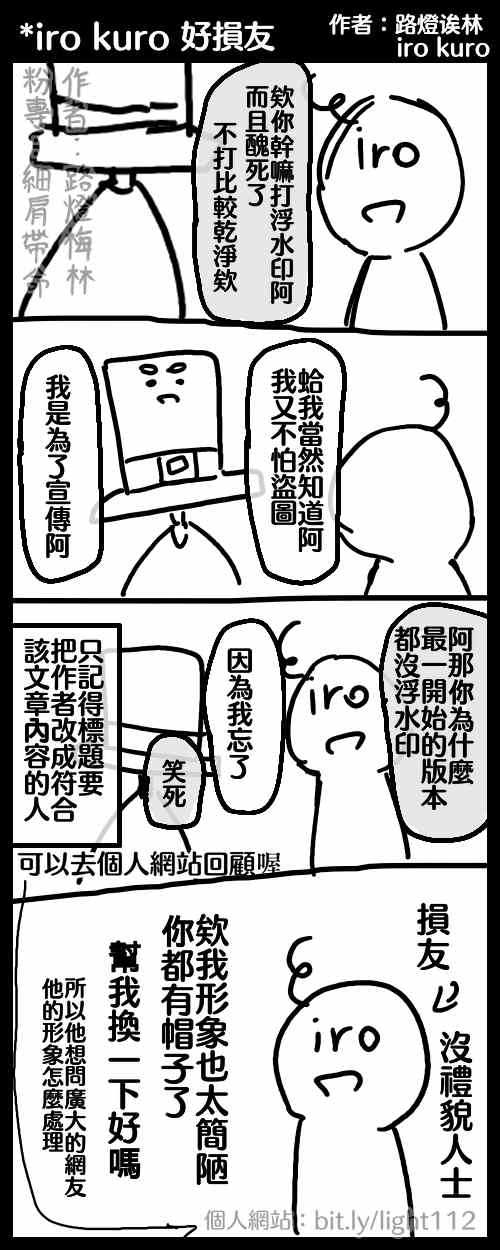 *iro kuro 好損友
作者：路燈诶林
iro kuro
iro
欸你幹嘛打浮水印阿
而且醜死了
不打比較乾淨欸
作者：路燈梅林
粉專：細肩帶命
蛤我當然知道阿
我又不怕盜圖
我是為了宣傳阿
阿那你為什麼
最一開始的版本
都沒浮水印
iro
因為我忘了
笑死
只記得標題要
把作者改成符合
該文章內容的人
可以去個人網站回顧喔
損友
沒禮貌人士
iro
欸我形象也太簡陋
你都有帽子了
幫我換一下好嗎
所以他想問廣大的網友
他的形象怎麼處理
個人網站：bit.ly/light112